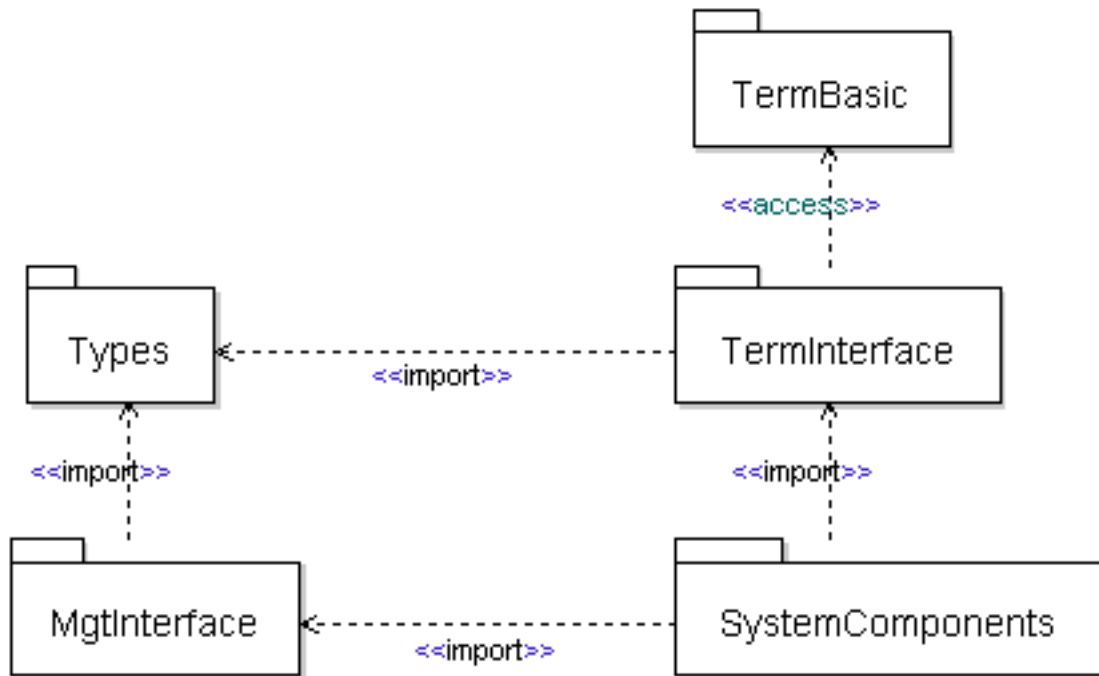 TermBasic
<<access>>
Types
TermInterface
<<import>>
<<import>>
<<import>>
MgtInterface
SystemComponents
<<import>>